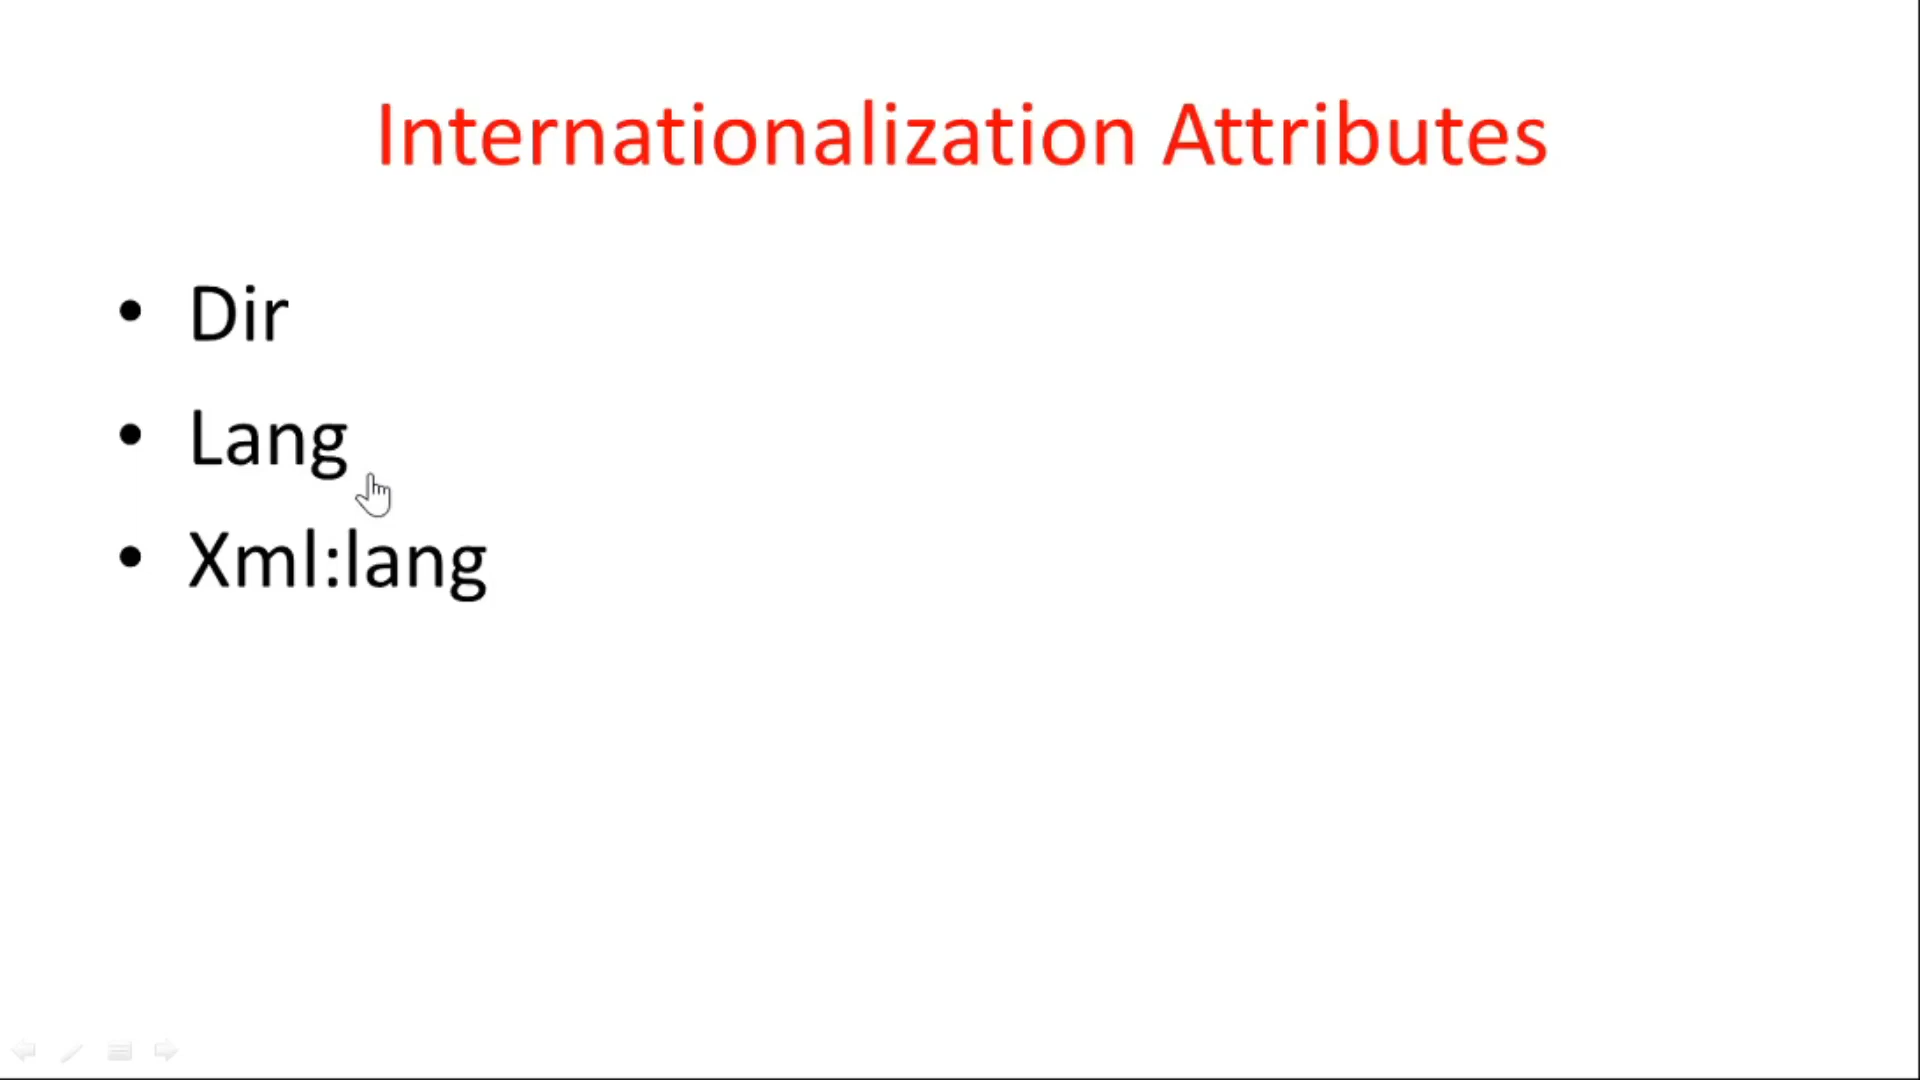 Internationalization Attributes
• Dir
• Lang
• Xml:lang